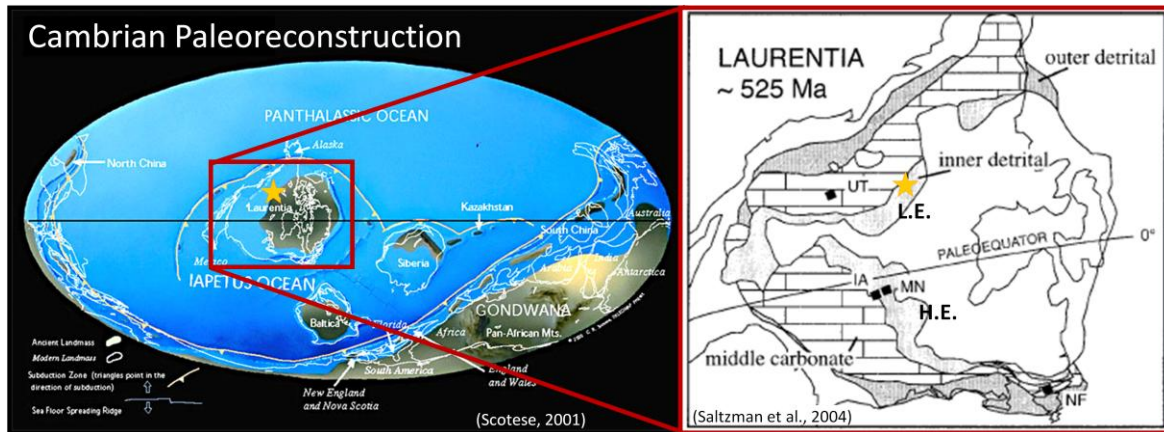 Cambrian Paleoreconstruction
PANTHALASSIC OCEAN
Alaska
North China
Laurentia
Kazakhstan
Australia
South China
Mexico
Siberia
India
Arabia
Antarctica
IAPETUS OCEAN
GONDWANA
Baltica
Florida
Africa
Pan-African Mts.
Ancient Landmass
Modern Landmass
South America
England
and Wales
Subduction Zone (triangles point in the
direction of subduction)
New England
and Nova Scotia
Sea Floor Spreading Ridge
(Scotese, 2001)
LAURENTIA
~ 525 Ma
outer detrital
inner detrital
UT
L.E.
PALEOEQUATOR
0°
IA
MN
H.E.
middle carbonate
NF
(Saltzman et al., 2004)